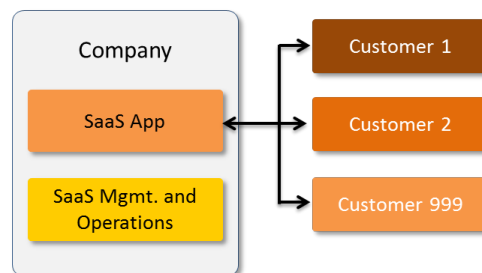 Company
SaaS App
SaaS Mgmt. and
Operations
Customer 1
Customer 2
Customer 999